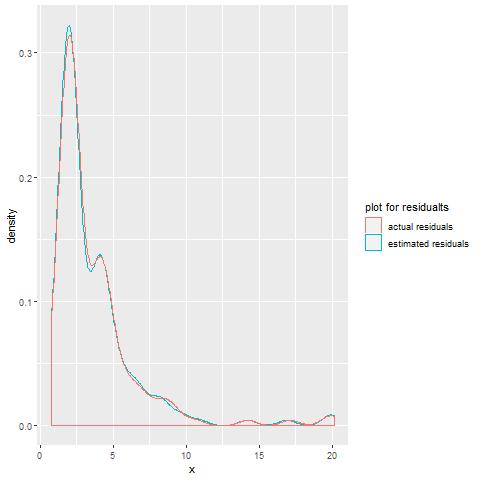 0.3
0.2
0.1
0.0
density
0
5
10
15
20
x
plot for residualts
actual residuals
estimated residuals